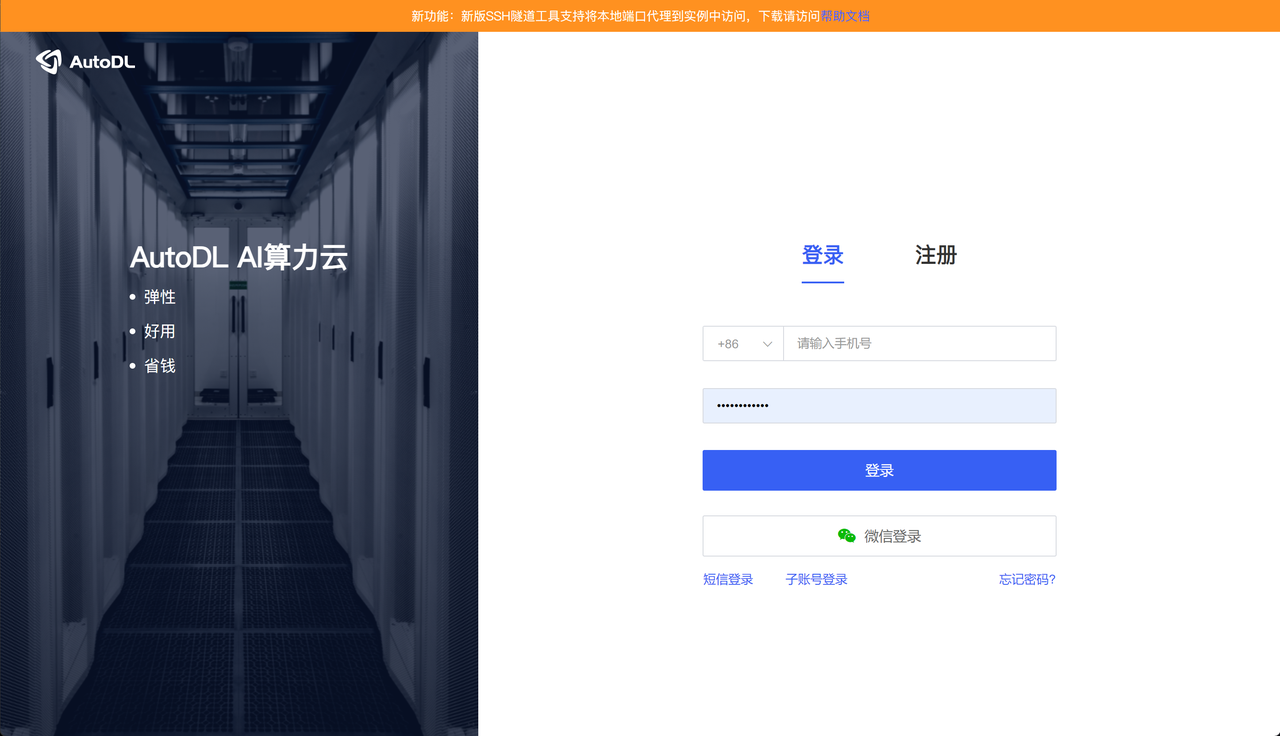 新功能：新版SSH隧道工具支持将本地端口代理到实例中访问，下载请访问帮助文档
AutoDL
AutoDL AI算力云
弹性
好用
省钱
登录 注册
+86 请输入手机号
••••••••••••
登录
微信登录
短信登录 子账号登录 忘记密码?